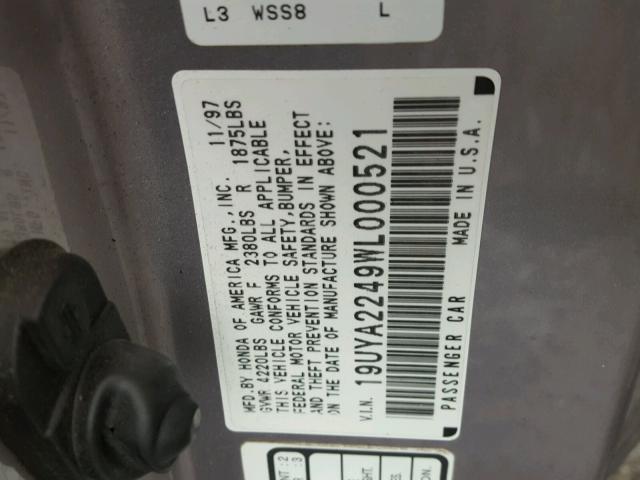 L3 WSS8 L
MFD.BY HONDA OF AMERICA MFG.,INC. 11/97
GVWR 4220LBS GAWR F 2380LBS R 1875LBS
THIS VEHICLE CONFORMS TO ALL APPLICABLE
FEDERAL MOTOR VEHICLE SAFETY,BUMPER,
AND THEFT PREVENTION STANDARDS IN EFFECT
ON THE DATE OF MANUFACTURE SHOWN ABOVE:
V.I.N. 19UYA2249WL000521
PASSENGER CAR MADE IN U.S.A.
:2
:3